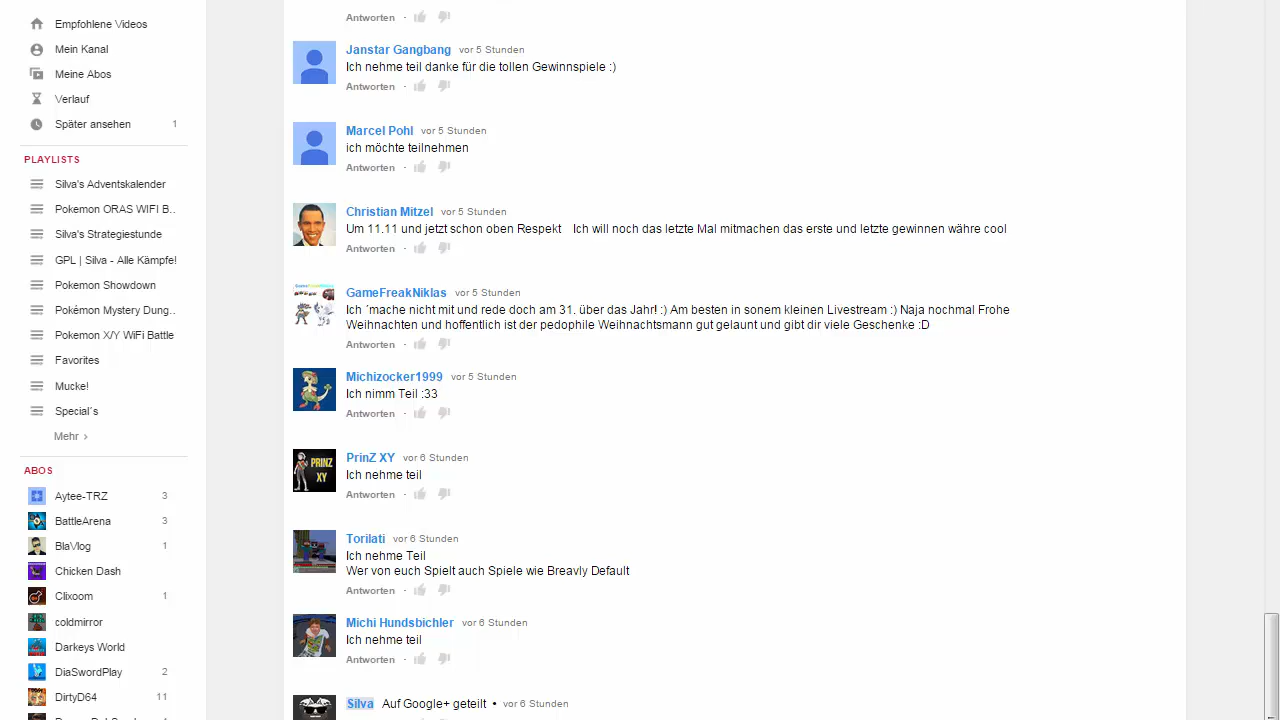 Empfohlene Videos
Mein Kanal
Meine Abos
Verlauf
Später ansehen 1
PLAYLISTS
Silva's Adventskalender
Pokemon ORAS WIFI B..
Silva's Strategiestunde
GPL | Silva - Alle Kämpfe!
Pokemon Showdown
Pokémon Mystery Dung..
Pokemon X/Y WiFi Battle
Favorites
Mucke!
Special´s
Mehr ›
ABOS
Aytee-TRZ 3
BattleArena 3
BlaVlog 1
Chicken Dash
Clixoom 1
coldmirror
Darkeys World
DiaSwordPlay 2
DirtyD64 11
Antworten ·
Janstar Gangbang vor 5 Stunden
Ich nehme teil danke für die tollen Gewinnspiele :)
Antworten ·
Marcel Pohl vor 5 Stunden
ich möchte teilnehmen
Antworten ·
Christian Mitzel vor 5 Stunden
Um 11.11 und jetzt schon oben Respekt Ich will noch das letzte Mal mitmachen das erste und letzte gewinnen währe cool
Antworten ·
GameFreakNiklas vor 5 Stunden
Ich ´mache nicht mit und rede doch am 31. über das Jahr! :) Am besten in sonem kleinen Livestream :) Naja nochmal Frohe
Weihnachten und hoffentlich ist der pedophile Weihnachtsmann gut gelaunt und gibt dir viele Geschenke :D
Antworten ·
Michizocker1999 vor 5 Stunden
Ich nimm Teil :33
Antworten ·
PRINZ
XY
PrinZ XY vor 6 Stunden
Ich nehme teil
Antworten ·
Torilati vor 6 Stunden
Ich nehme Teil
Wer von euch Spielt auch Spiele wie Breavly Default
Antworten ·
Michi Hundsbichler vor 6 Stunden
Ich nehme teil
Antworten ·
Silva Auf Google+ geteilt • vor 6 Stunden